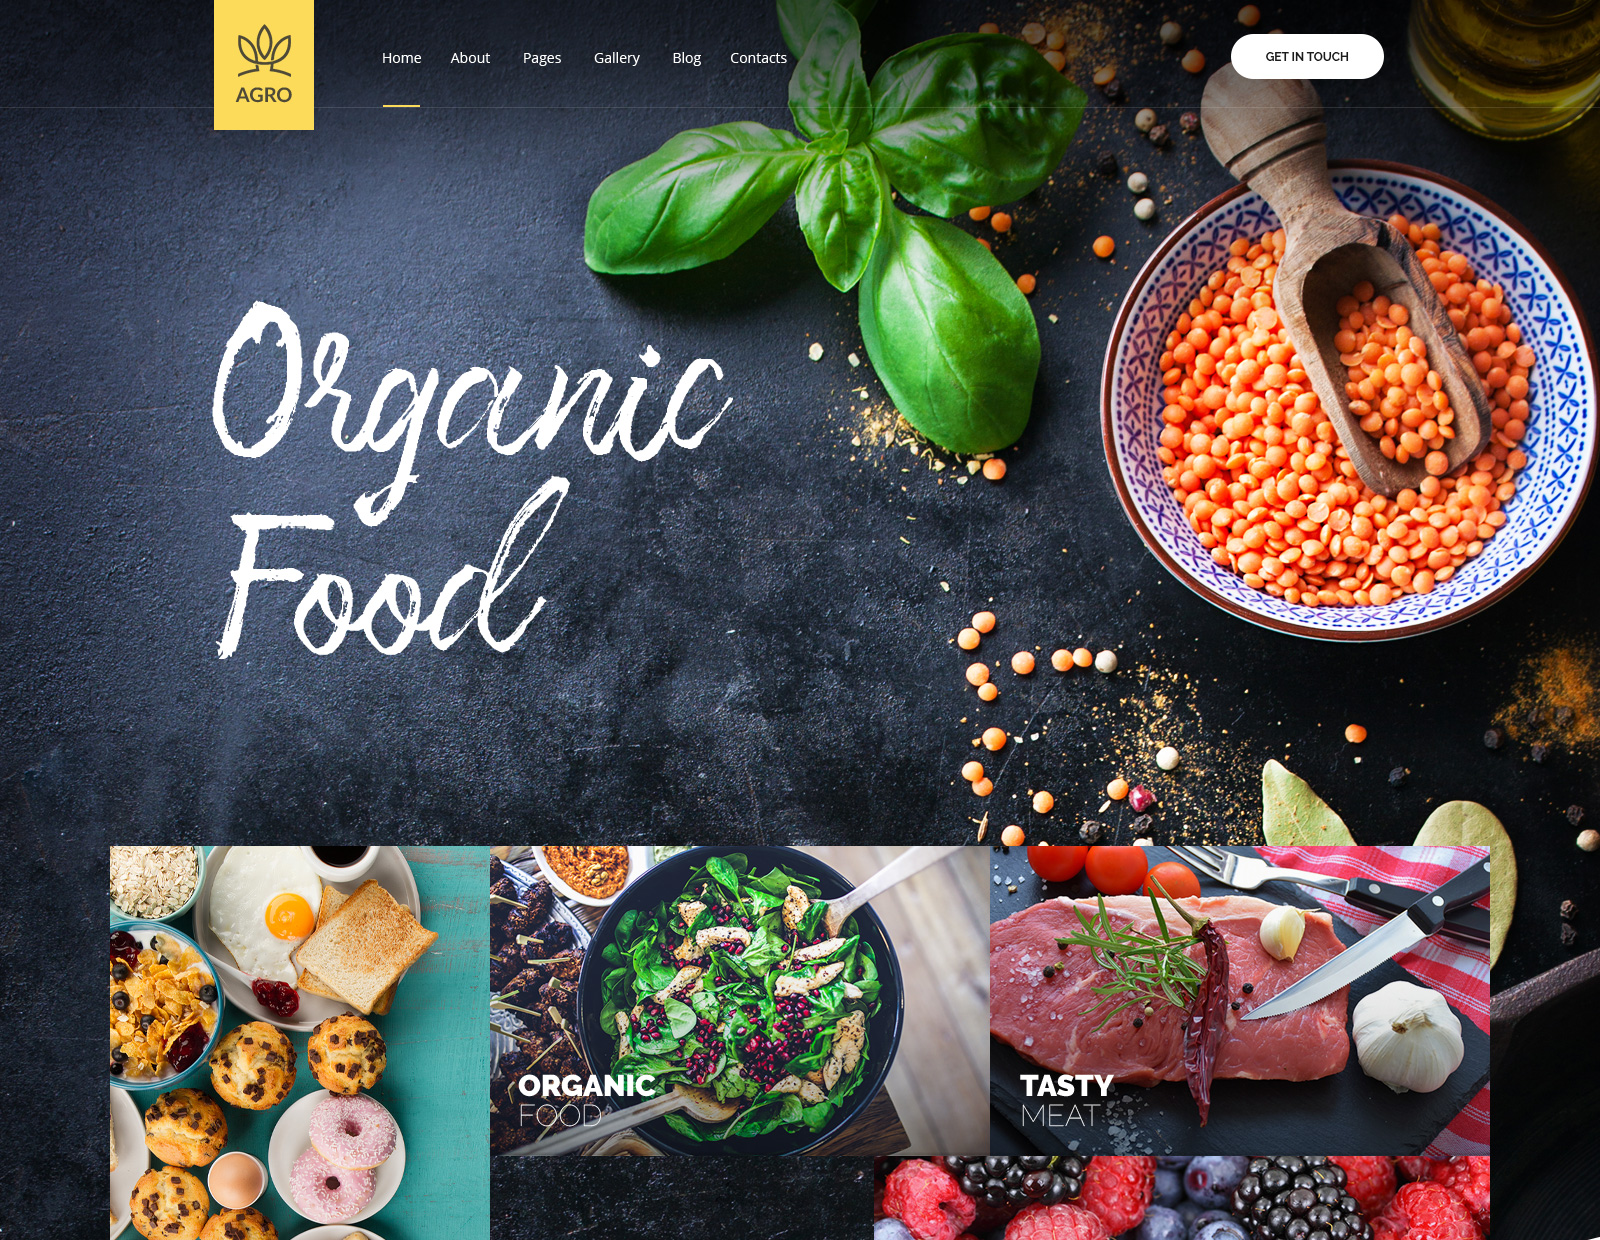 AGRO
Home About Pages Gallery Blog Contacts
GET IN TOUCH
Organic
Food
ORGANIC
FOOD
TASTY
MEAT